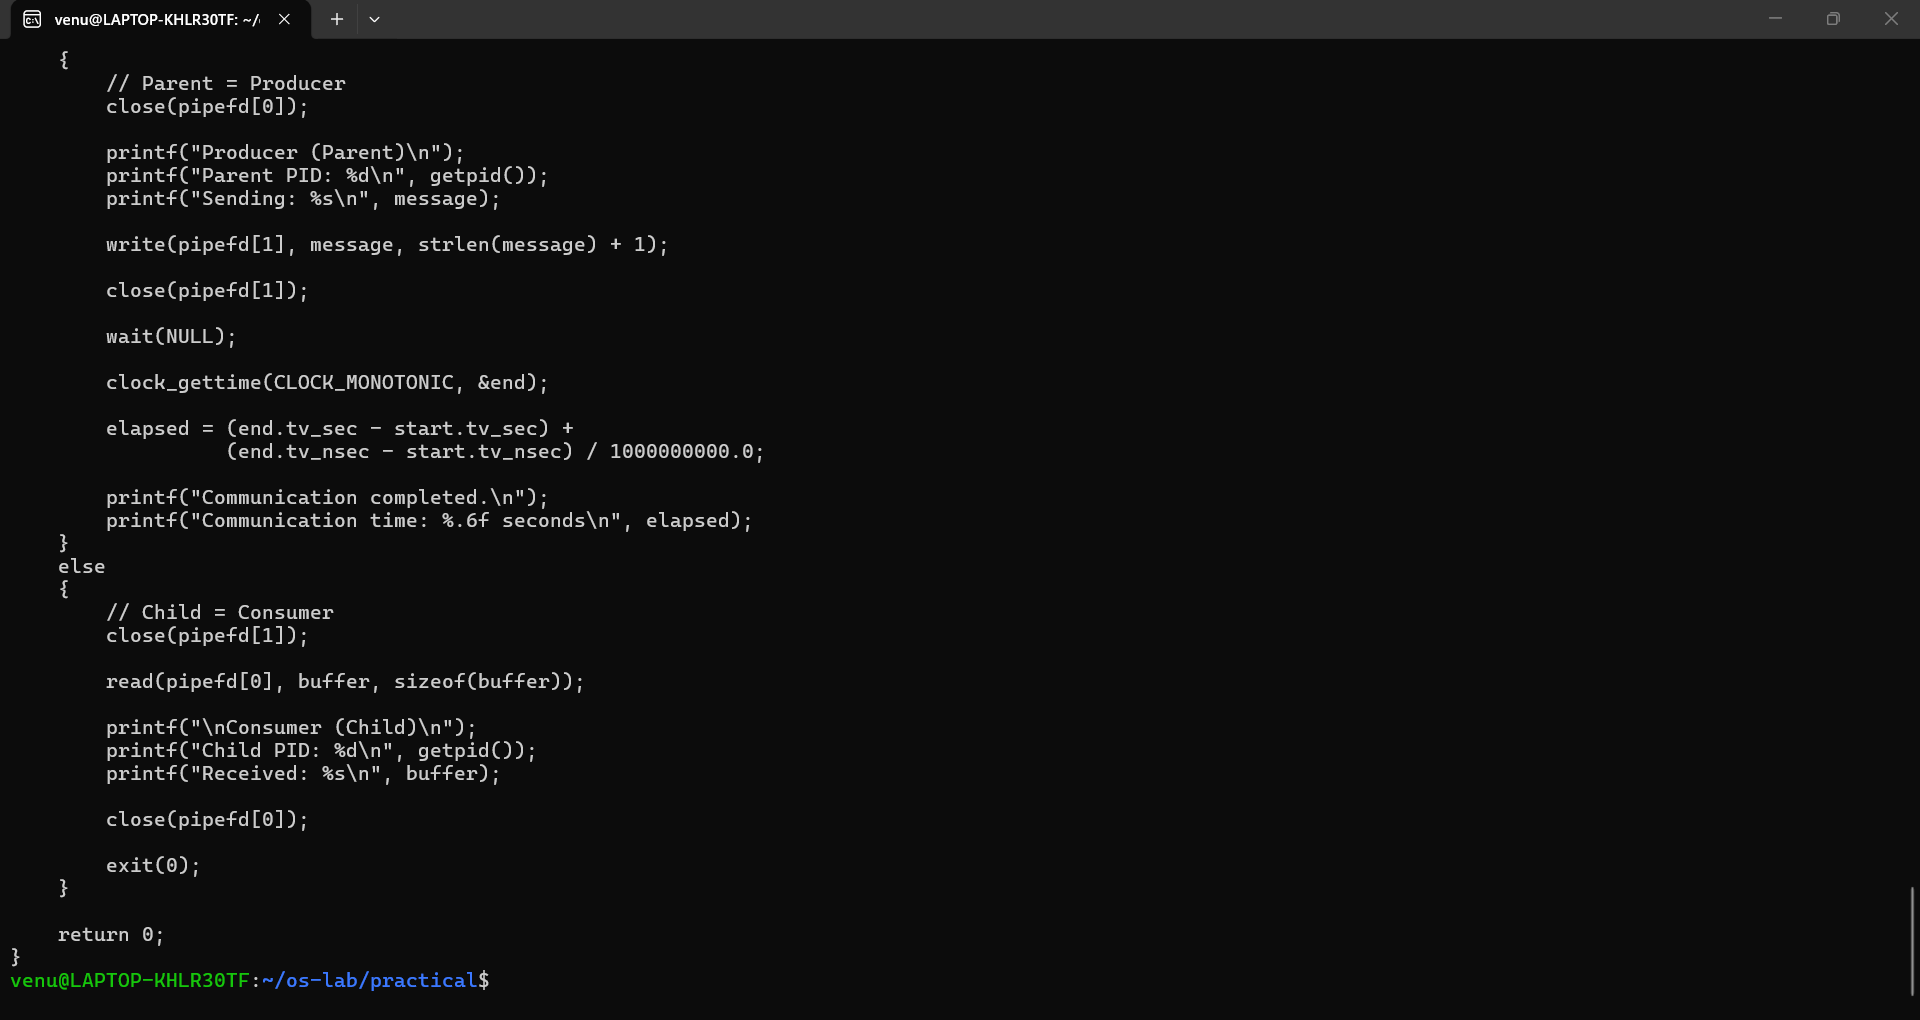 venu@LAPTOP-KHLR30TF: ~/
{
// Parent = Producer
close(pipefd[0]);
printf("Producer (Parent)\n");
printf("Parent PID: %d\n", getpid());
printf("Sending: %s\n", message);
write(pipefd[1], message, strlen(message) + 1);
close(pipefd[1]);
wait(NULL);
clock_gettime(CLOCK_MONOTONIC, &end);
elapsed = (end.tv_sec - start.tv_sec) +
(end.tv_nsec - start.tv_nsec) / 1000000000.0;
printf("Communication completed.\n");
printf("Communication time: %.6f seconds\n", elapsed);
}
else
{
// Child = Consumer
close(pipefd[1]);
read(pipefd[0], buffer, sizeof(buffer));
printf("\nConsumer (Child)\n");
printf("Child PID: %d\n", getpid());
printf("Received: %s\n", buffer);
close(pipefd[0]);
exit(0);
}
return 0;
}
venu@LAPTOP-KHLR30TF:~/os-lab/practical$